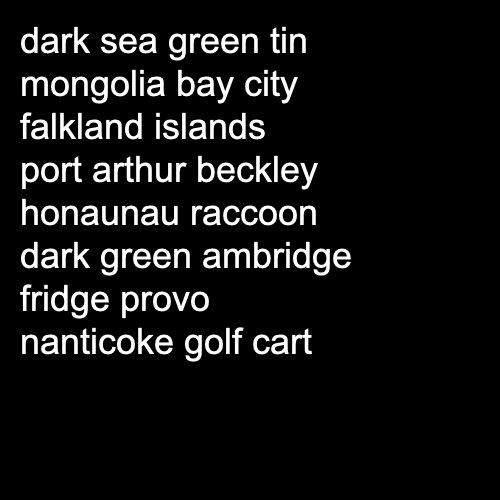 dark sea green tin
mongolia bay city
falkland islands
port arthur beckley
honaunau raccoon
dark green ambridge
fridge provo
nanticoke golf cart